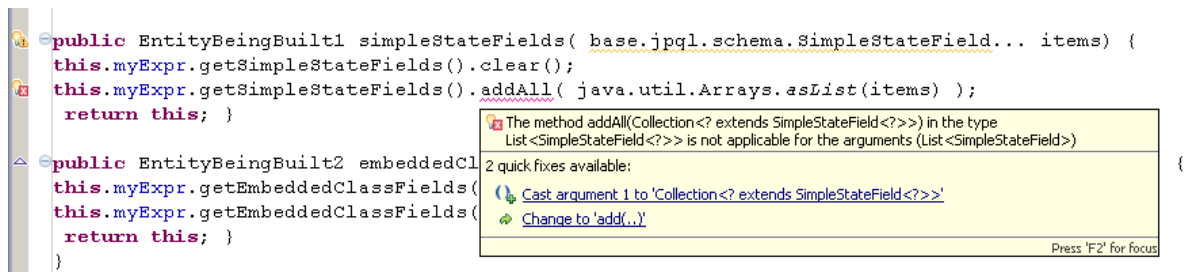 public EntityBeingBuilt1 simpleStateFields( base.jpql.schema.SimpleStateField... items) {
this.myExpr.getSimpleStateFields().clear();
this.myExpr.getSimpleStateFields().addAll( java.util.Arrays.asList(items) );
return this; }
The method addAll(Collection<? extends SimpleStateField<?>>) in the type
List<SimpleStateField<?>> is not applicable for the arguments (List<SimpleStateField>)
public EntityBeingBuilt2 embeddedCl {
2 quick fixes available:
this.myExpr.getEmbeddedClassFields(
Cast argument 1 to 'Collection<? extends SimpleStateField<?>>'
this.myExpr.getEmbeddedClassFields(
Change to 'add(..)'
return this; }
Press 'F2' for focus
}